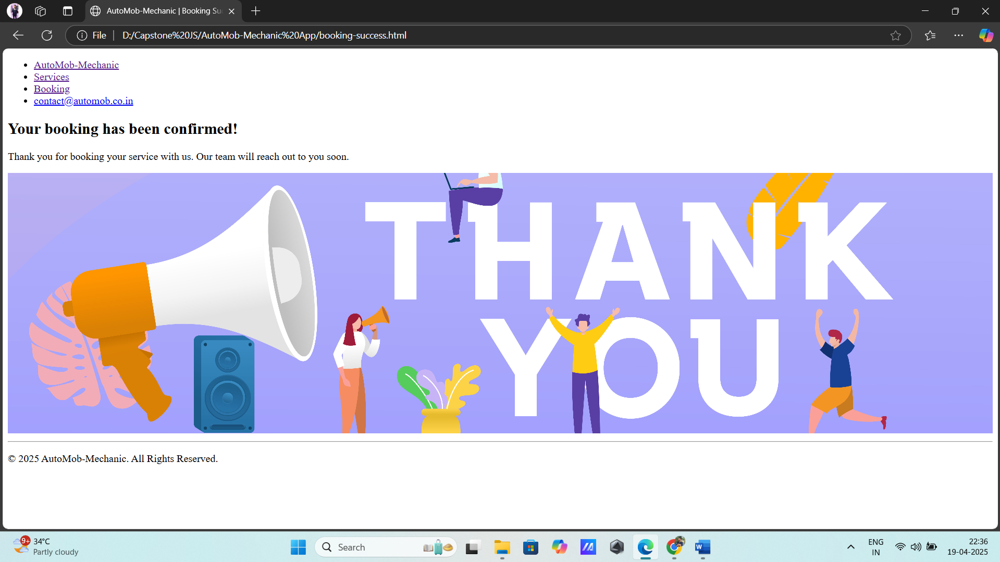 AutoMob-Mechanic | Booking Su
File
D:/Capstone%20JS/AutoMob-Mechanic%20App/booking-success.html
AutoMob-Mechanic
Services
Booking
contact@automob.co.in
Your booking has been confirmed!
Thank you for booking your service with us. Our team will reach out to you soon.
THANK
YOU
© 2025 AutoMob-Mechanic. All Rights Reserved.
9+
34°C
Partly cloudy
Search
W
ENG
IN
22:36
19-04-2025